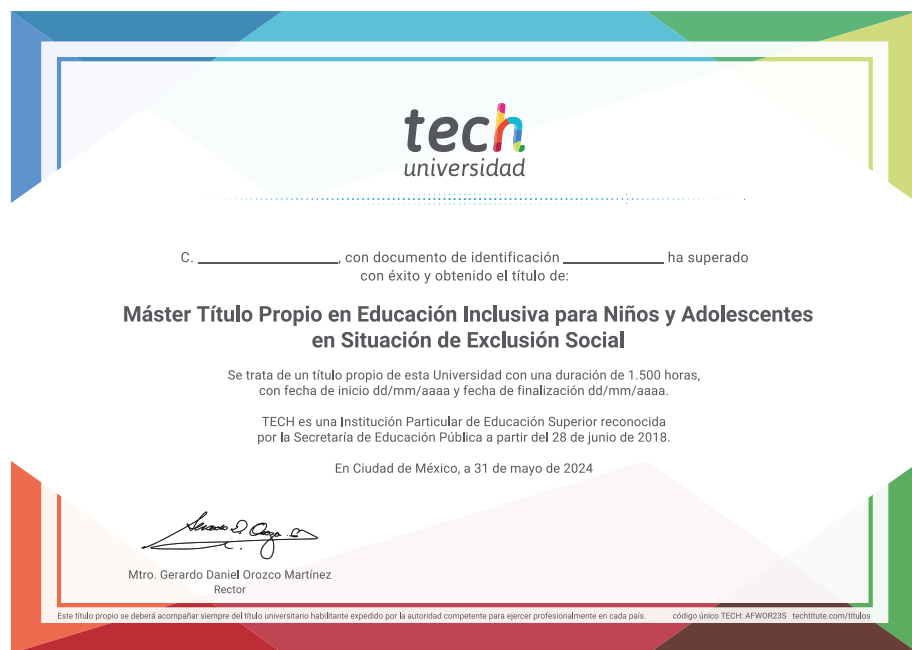 tech
universidad
C. ____________, con documento de identificación ____________ ha superado
con éxito y obtenido el título de:
Máster Título Propio en Educación Inclusiva para Niños y Adolescentes
en Situación de Exclusión Social
Se trata de un título propio de esta Universidad con una duración de 1.500 horas,
con fecha de inicio dd/mm/aaaa y fecha de finalización dd/mm/aaaa.
TECH es una Institución Particular de Educación Superior reconocida
por la Secretaría de Educación Pública a partir del 28 de junio de 2018.
En Ciudad de México, a 31 de mayo de 2024
Mtro. Gerardo Daniel Orozco Martínez
Rector
Este título propio se deberá acompañar siempre del título universitario habilitante expedido por la autoridad competente para ejercer profesionalmente en cada país. código único TECH: AFWOR23S techtitute.com/titulos